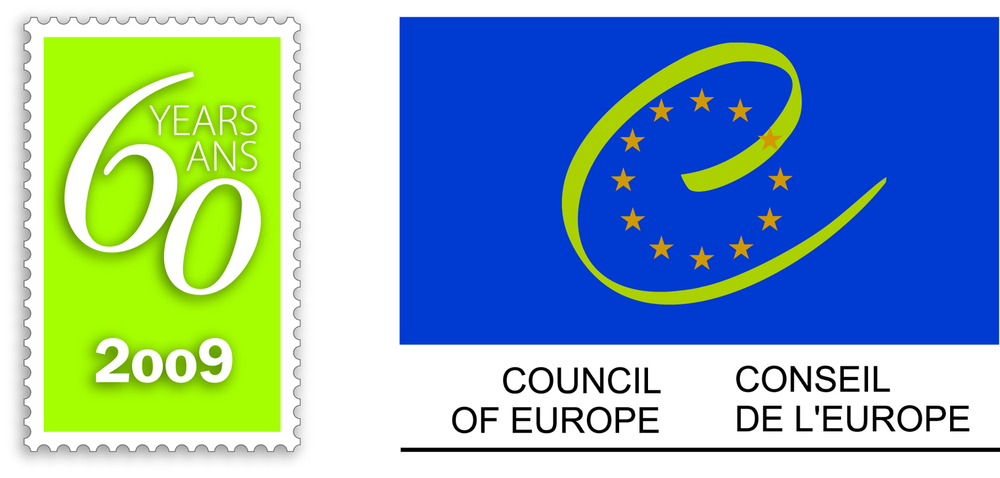 60
YEARS
ANS
2009
COUNCIL
OF EUROPE
CONSEIL
DE L'EUROPE